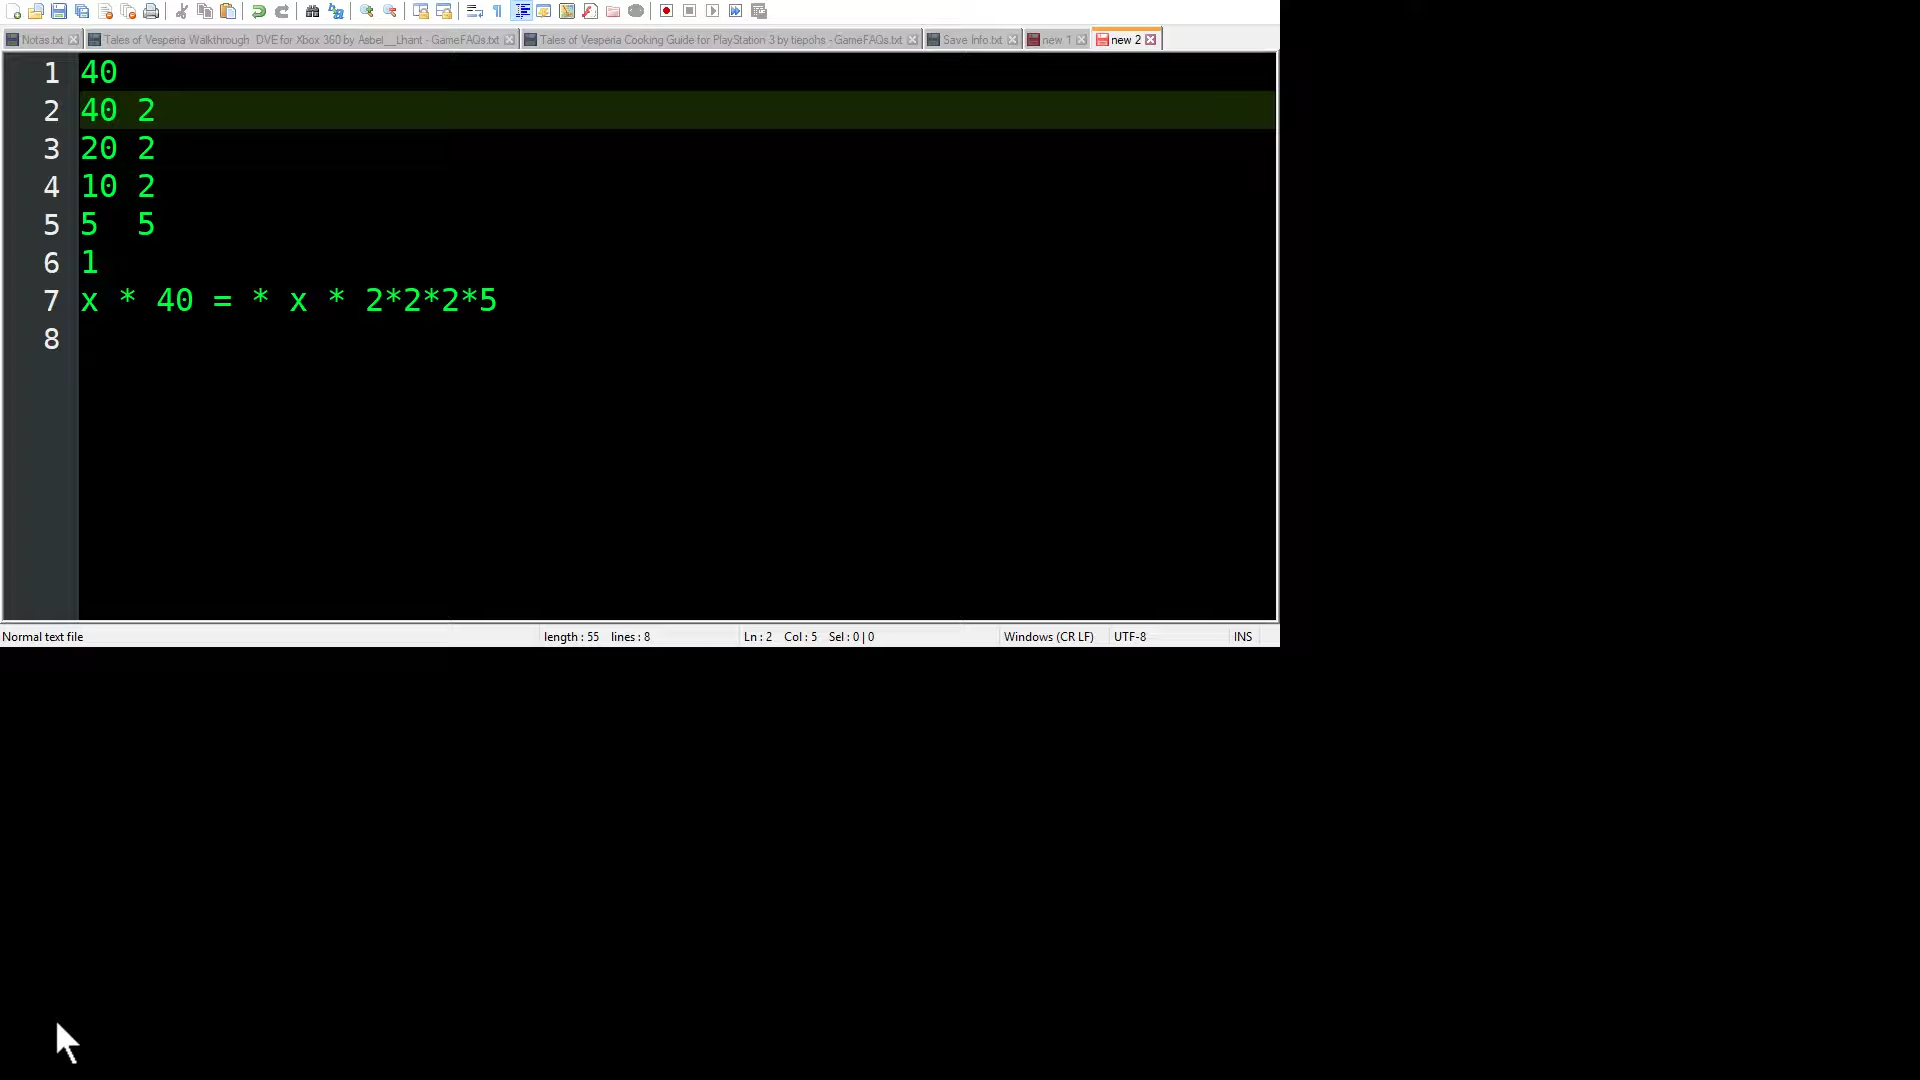 Notas.txt Tales of Vesperia Walkthrough DVE for Xbox 360 by Asbel__Lhant - GameFAQs.txt Tales of Vesperia Cooking Guide for PlayStation 3 by tiepohs - GameFAQs.txt Save Info.txt new 1 new 2
1 40
2 40 2
3 20 2
4 10 2
5 5  5
6 1
7 x * 40 = * x * 2*2*2*5
8
Normal text file length : 55 lines : 8 Ln : 2 Col : 5 Sel : 0 | 0 Windows (CR LF) UTF-8 INS